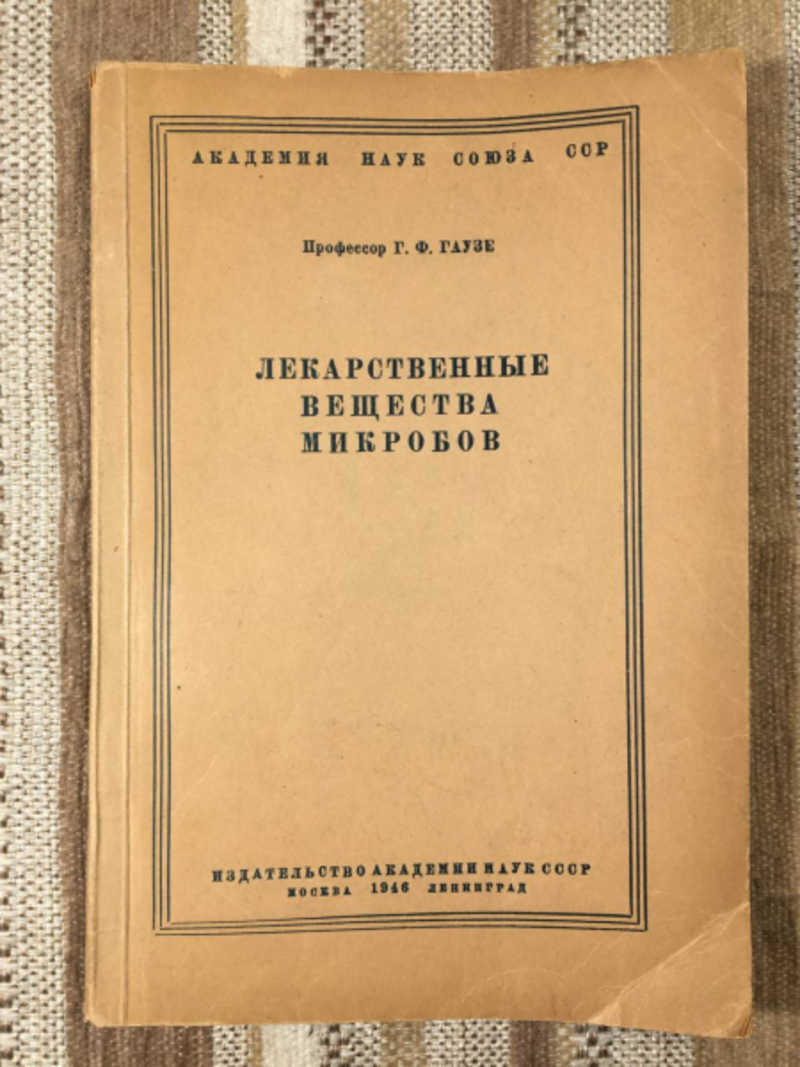 АКАДЕМИЯ НАУК СОЮЗА ССР
Профессор Г. Ф. ГАУЗЕ
ЛЕКАРСТВЕННЫЕ
ВЕЩЕСТВА
МИКРОБОВ
ИЗДАТЕЛЬСТВО АКАДЕМИИ НАУК СССР
МОСКВА 1946 ЛЕНИНГРАД